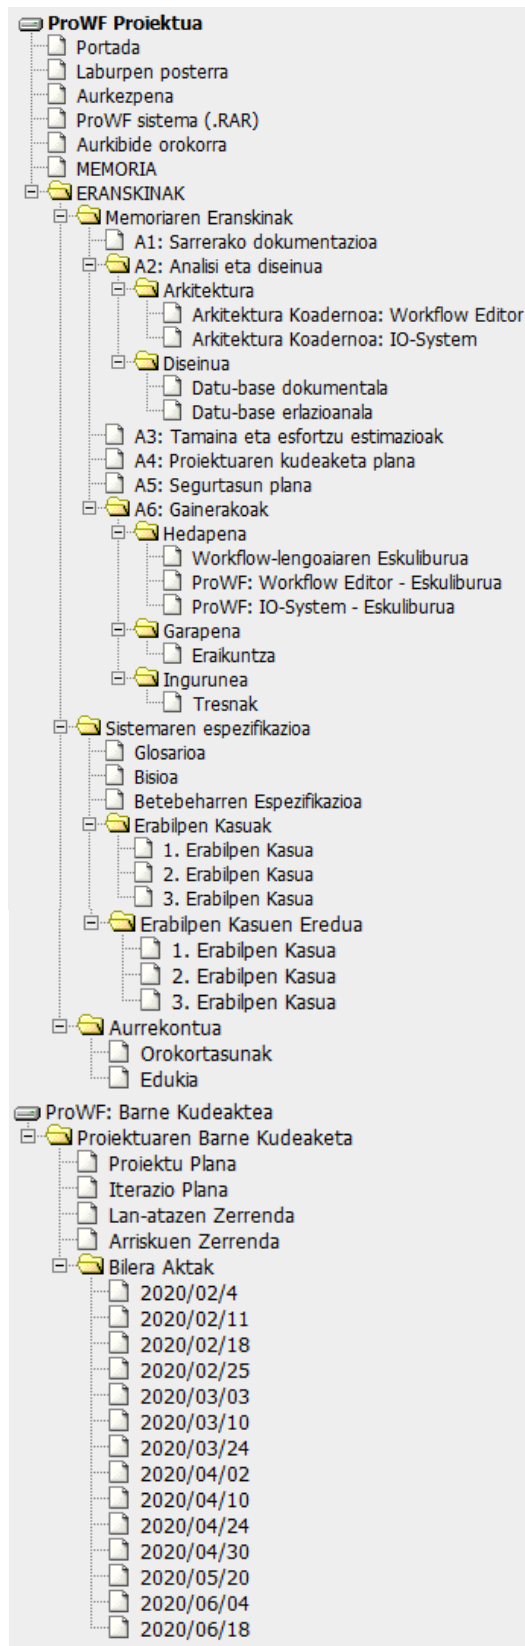 ProWF Proiektua
Portada
Laburpen posterra
Aurkezpena
ProWF sistema (.RAR)
Aurkibide orokorra
MEMORIA
ERANSKINAK
Memoriaren Eranskinak
A1: Sarrerako dokumentazioa
A2: Analisi eta diseinua
Arkitektura
Arkitektura Koadernoa: Workflow Editor
Arkitektura Koadernoa: IO-System
Diseinua
Datu-base dokumentala
Datu-base erlazioanala
A3: Tamaina eta esfortzu estimazioak
A4: Proiektuaren kudeaketa plana
A5: Segurtasun plana
A6: Gainerakoak
Hedapena
Workflow-lengoaiaren Eskuliburua
ProWF: Workflow Editor - Eskuliburua
ProWF: IO-System - Eskuliburua
Garapena
Eraikuntza
Ingurunea
Tresnak
Sistemaren espezifikazioa
Glosarioa
Bisioa
Betebeharren Espezifikazioa
Erabilpen Kasuak
1. Erabilpen Kasua
2. Erabilpen Kasua
3. Erabilpen Kasua
Erabilpen Kasuen Eredua
1. Erabilpen Kasua
2. Erabilpen Kasua
3. Erabilpen Kasua
Aurrekontua
Orokortasunak
Edukia
ProWF: Barne Kudeaktea
Proiektuaren Barne Kudeaketa
Proiektu Plana
Iterazio Plana
Lan-atazen Zerrenda
Arriskuen Zerrenda
Bilera Aktak
2020/02/4
2020/02/11
2020/02/18
2020/02/25
2020/03/03
2020/03/10
2020/03/24
2020/04/02
2020/04/10
2020/04/24
2020/04/30
2020/05/20
2020/06/04
2020/06/18